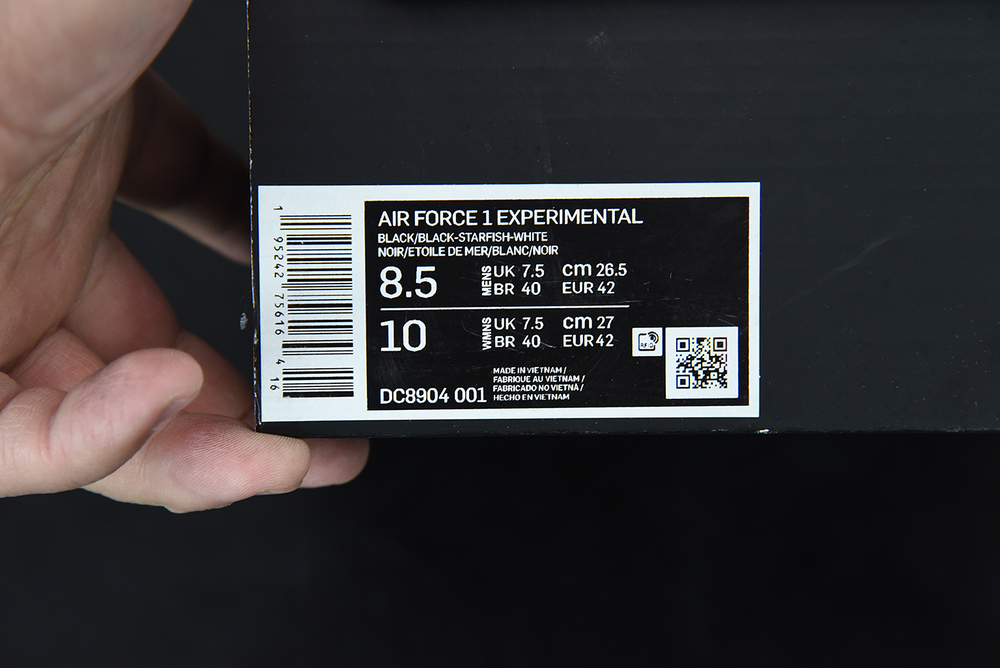 1 95242 75616 4 16
AIR FORCE 1 EXPERIMENTAL
BLACK/BLACK-STARFISH-WHITE
NOIR/ETOILE DE MER/BLANC/NOIR
8.5 MENS UK 7.5 cm 26.5
BR 40 EUR 42
10 WMNS UK 7.5 cm 27
BR 40 EUR 42
MADE IN VIETNAM /
FABRIQUE AU VIETNAM /
FABRICADO NO VIETNÃ /
DC8904 001 HECHO EN VIETNAM